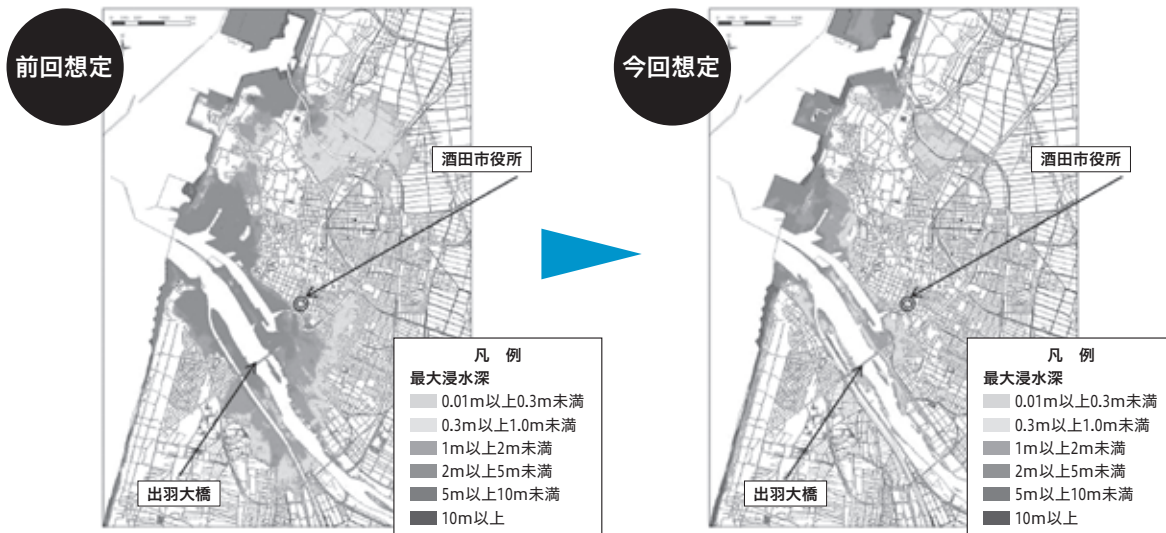 前回想定
酒田市役所
出羽大橋
凡 例
最大浸水深
0.01m以上0.3m未満
0.3m以上1.0m未満
1m以上2m未満
2m以上5m未満
5m以上10m未満
10m以上
今回想定
酒田市役所
出羽大橋
凡 例
最大浸水深
0.01m以上0.3m未満
0.3m以上1.0m未満
1m以上2m未満
2m以上5m未満
5m以上10m未満
10m以上